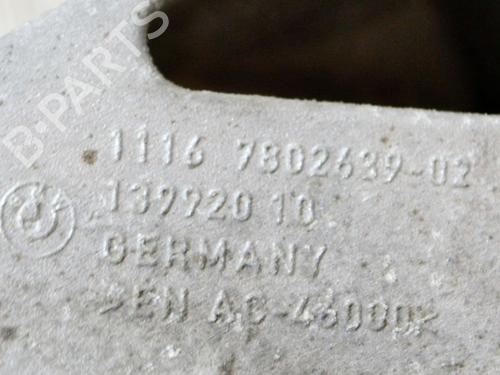 B-PARTS
1116 7802639-02
139920 10
GERMANY
>EN AC-46000<